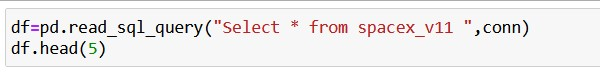 df=pd.read_sql_query("Select * from spacex_v11 ",conn)
df.head(5)